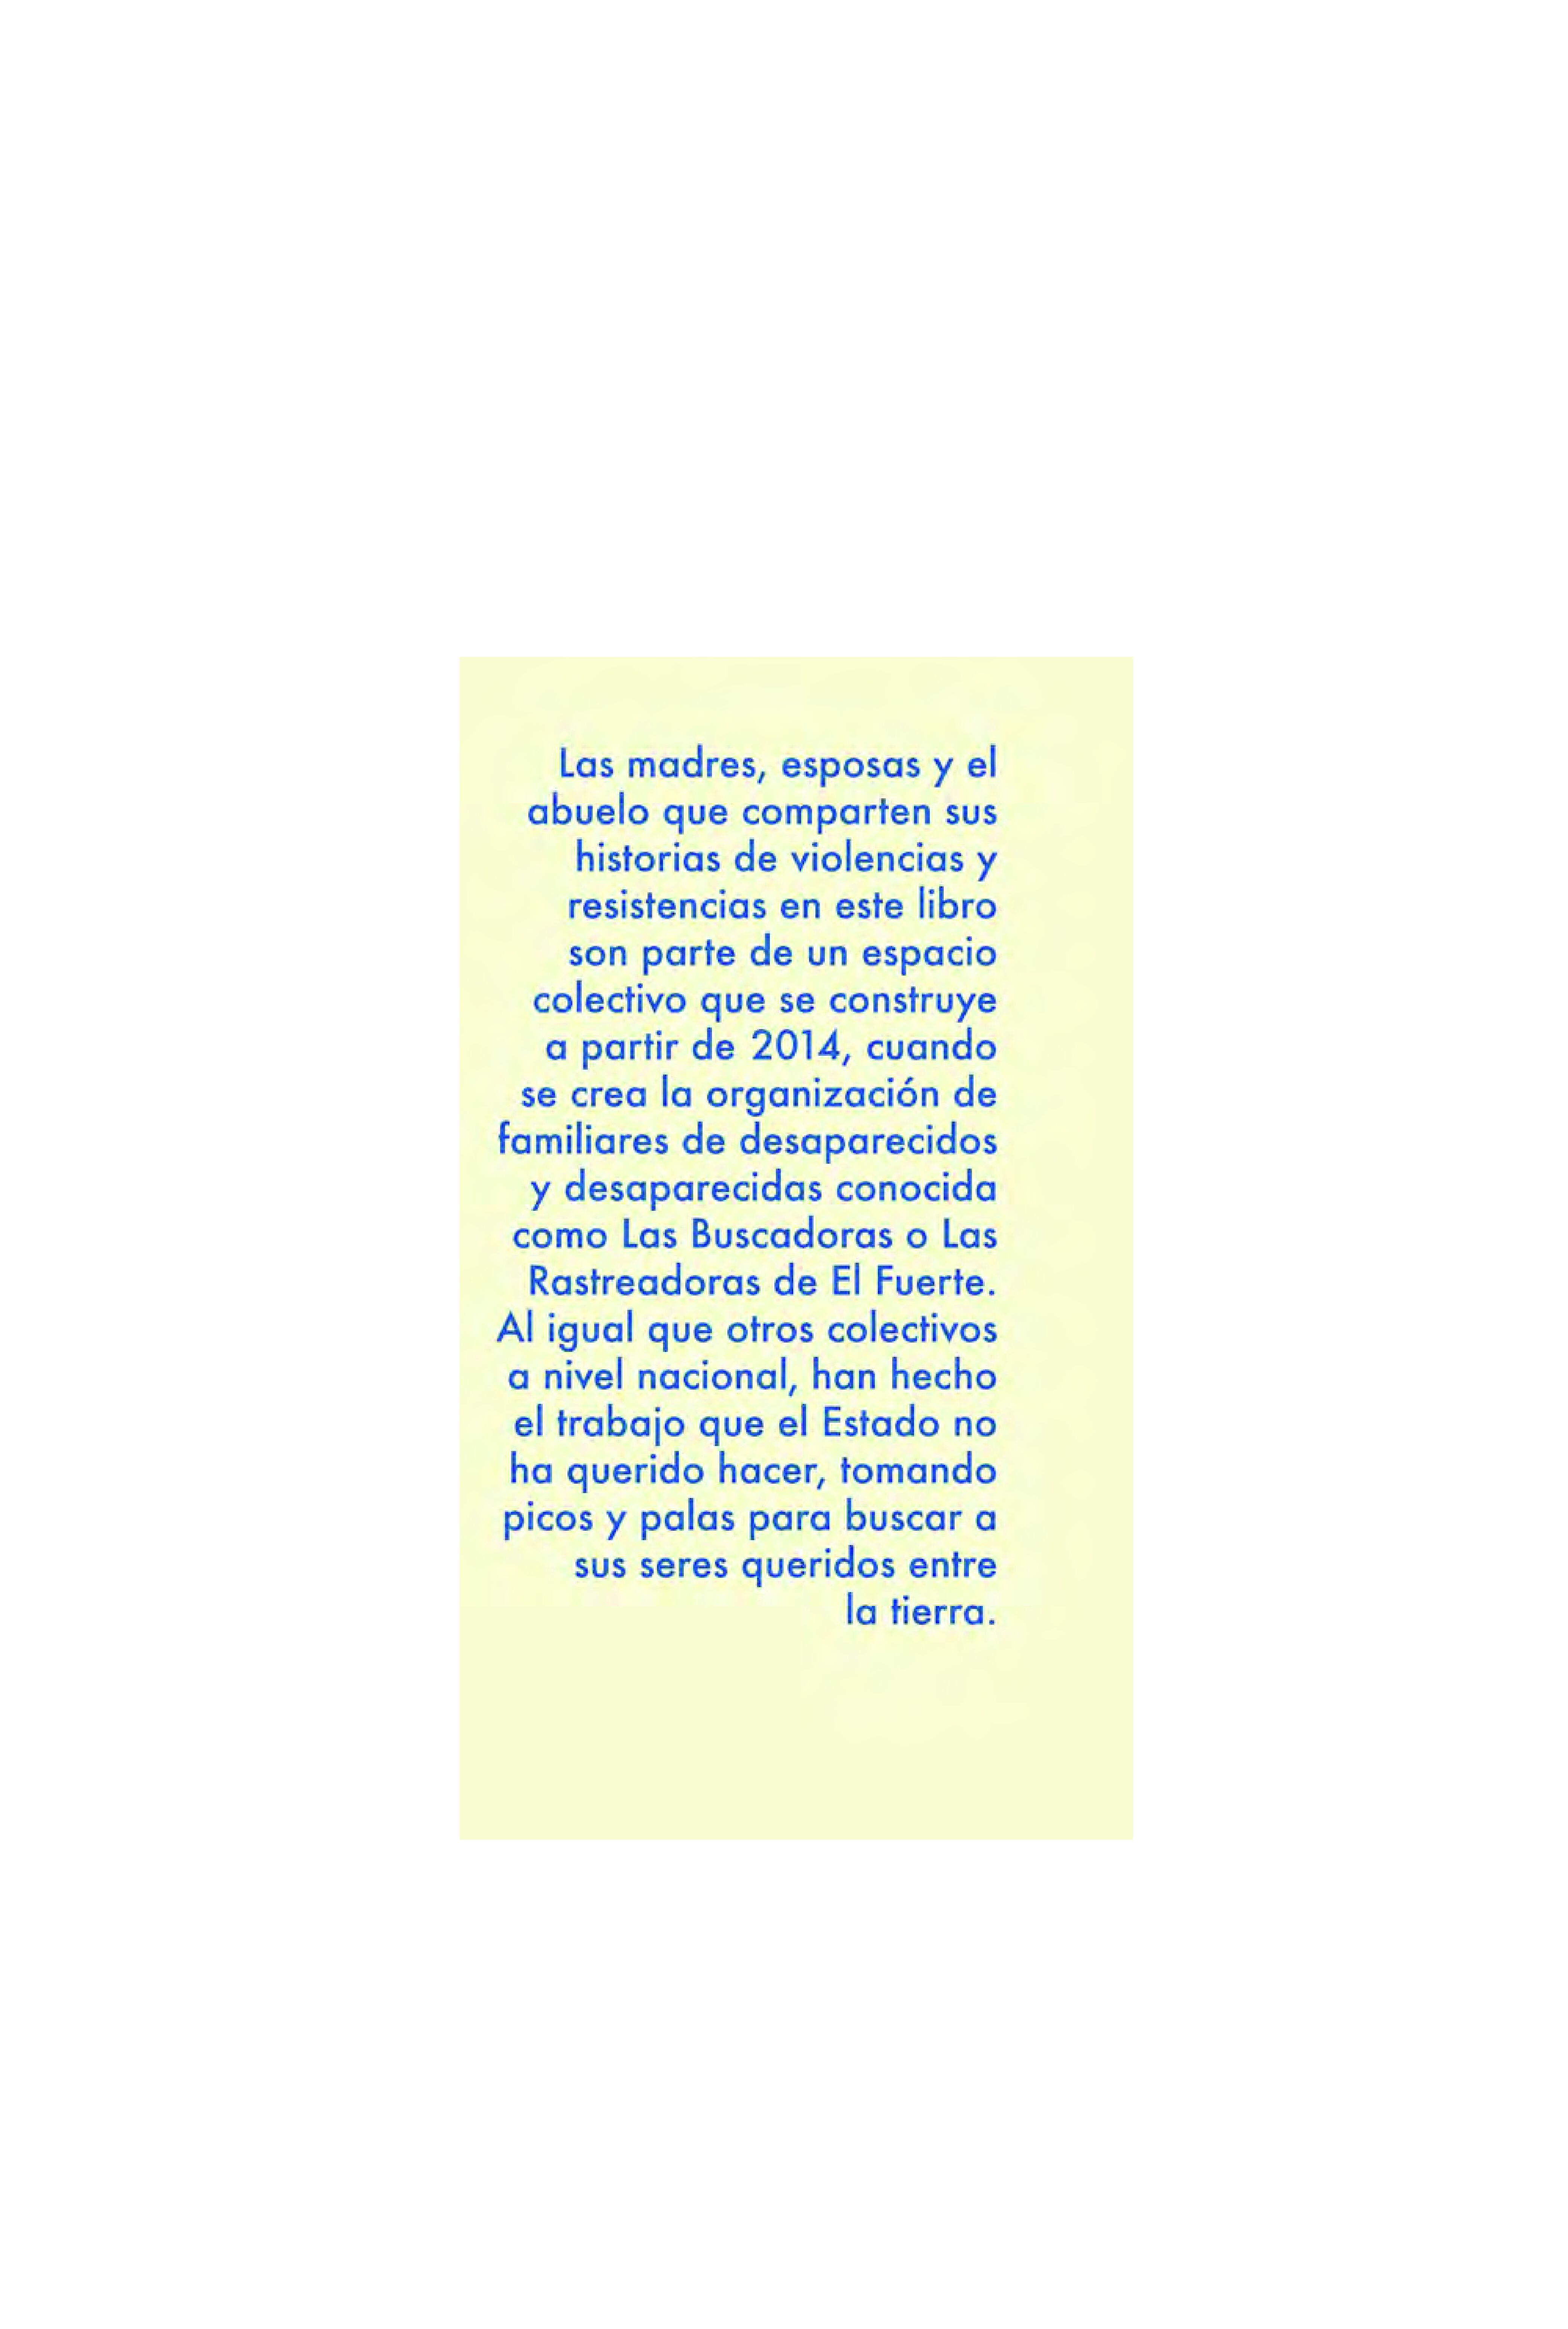 Las madres, esposas y el
abuelo que comparten sus
historias de violencias y
resistencias en este libro
son parte de un espacio
colectivo que se construye
a partir de 2014, cuando
se crea la organización de
familiares de desaparecidos
y desaparecidas conocida
como Las Buscadoras o Las
Rastreadoras de El Fuerte.
Al igual que otros colectivos
a nivel nacional, han hecho
el trabajo que el Estado no
ha querido hacer, tomando
picos y palas para buscar a
sus seres queridos entre
la tierra.